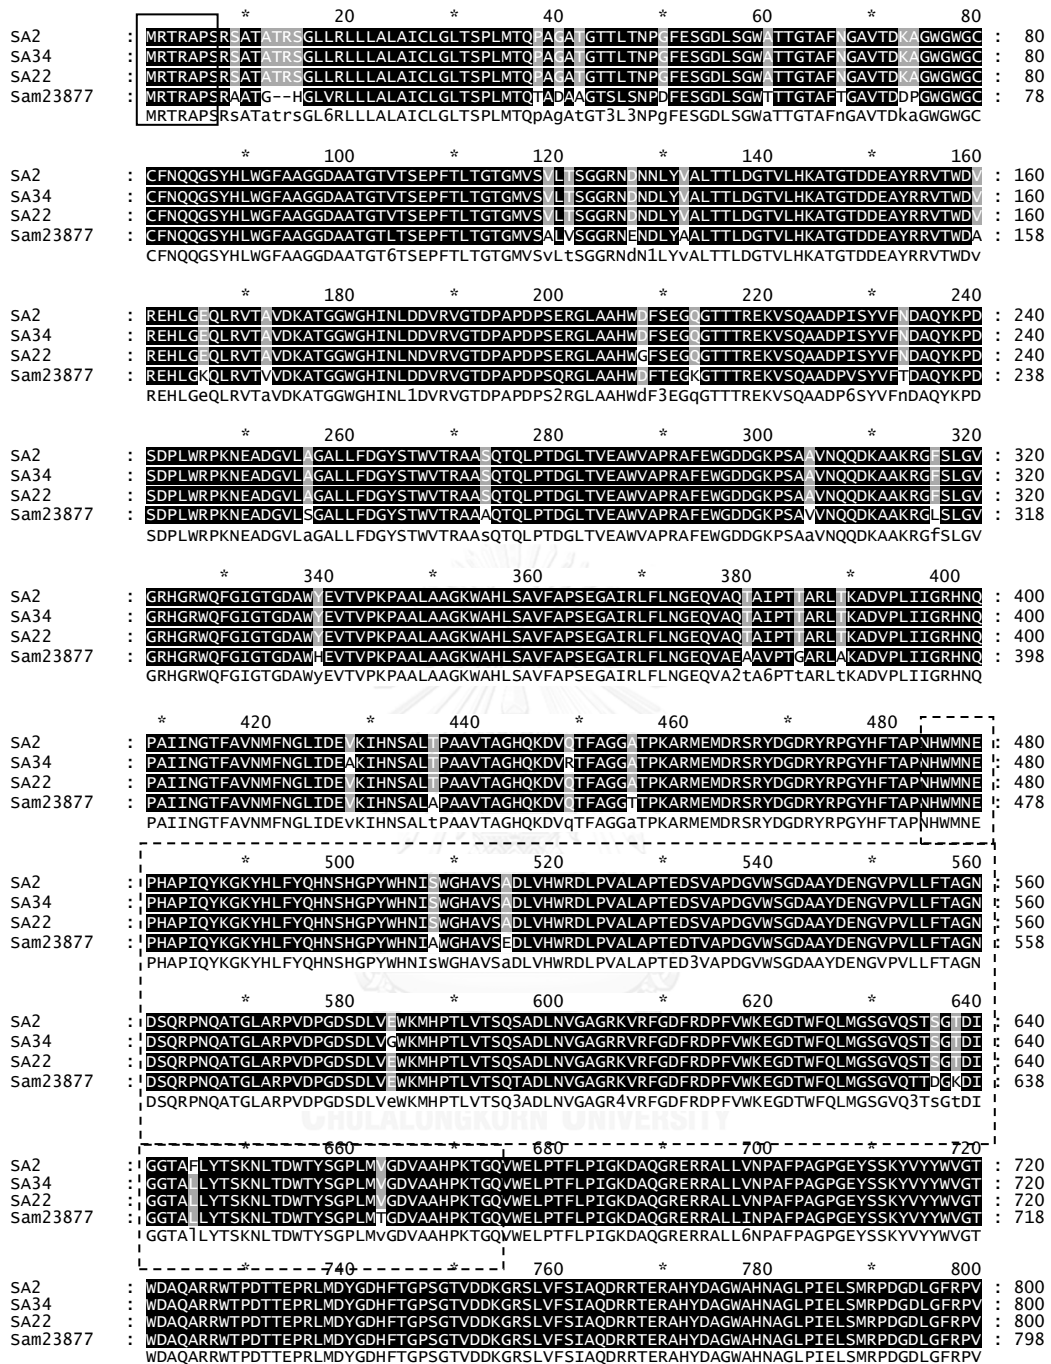 * 20 * 40 * 60 * 80
SA2 : MRTRAPSRSATATRSGLLRLLLALAICLGLTSPLMTQPAGATGTTLTNPGFESGDLSGWATTGTAFNGAVTDKAGWGWGC : 80
SA34 : MRTRAPSRSATATRSGLLRLLLALAICLGLTSPLMTQPAGATGTTLTNPGFESGDLSGWATTGTAFNGAVTDKAGWGWGC : 80
SA22 : MRTRAPSRSATATRSGLLRLLLALAICLGLTSPLMTQPAGATGTTLTNPGFESGDLSGWATTGTAFNGAVTDKAGWGWGC : 80
Sam23877 : MRTRAPSRAATG--HGLVRLLLALAICLGLTSPLMTQTADAAGTSLSNPDFESGDLSGWTTTGTAFTGAVTDDPGWGWGC : 78
MRTRAPSRsATatrsGL6RLLLALAICLGLTSPLMTQpAgAtGT3L3NPgFESGDLSGWaTTGTAFnGAVTDkaGWGWGC
* 100 * 120 * 140 * 160
SA2 : CFNQQGSYHLWGFAAGGDAATGTVTSEPFTLTGTGMVSVLTSGGRNDNNLYVALTTLDGTVLHKATGTDDEAYRRVTWDV : 160
SA34 : CFNQQGSYHLWGFAAGGDAATGTVTSEPFTLTGTGMVSVLTSGGRNDNDLYVALTTLDGTVLHKATGTDDEAYRRVTWDV : 160
SA22 : CFNQQGSYHLWGFAAGGDAATGTVTSEPFTLTGTGMVSVLTSGGRNDNDLYVALTTLDGTVLHKATGTDDEAYRRVTWDV : 160
Sam23877 : CFNQQGSYHLWGFAAGGDAATGTLTSEPFTLTGTGMVSALVSGGRNENDLYAALTTLDGTVLHKATGTDDEAYRRVTWDA : 158
CFNQQGSYHLWGFAAGGDAATGT6TSEPFTLTGTGMVSvLtSGGRNdN1LYvALTTLDGTVLHKATGTDDEAYRRVTWDv
* 180 * 200 * 220 * 240
SA2 : REHLGEQLRVTAVDKATGGWGHINLDDVRVGTDPAPDPSERGLAAHWDFSEGQGTTTREKVSQAADPISYVFNDAQYKPD : 240
SA34 : REHLGEQLRVTAVDKATGGWGHINLDDVRVGTDPAPDPSERGLAAHWDFSEGQGTTTREKVSQAADPISYVFNDAQYKPD : 240
SA22 : REHLGEQLRVTAVDKATGGWGHINLNDVRVGTDPAPDPSERGLAAHWGFSEGQGTTTREKVSQAADPISYVFNDAQYKPD : 240
Sam23877 : REHLGKQLRVTVVDKATGGWGHINLDDVRVGTDPAPDPSQRGLAAHWDFTEGKGTTTREKVSQAADPVSYVFTDAQYKPD : 238
REHLGeQLRVTaVDKATGGWGHINL1DVRVGTDPAPDPS2RGLAAHWdF3EGqGTTTREKVSQAADP6SYVFnDAQYKPD
* 260 * 280 * 300 * 320
SA2 : SDPLWRPKNEADGVLAGALLFDGYSTWVTRAASQTQLPTDGLTVEAWVAPRAFEWGDDGKPSAAVNQQDKAAKRGFSLGV : 320
SA34 : SDPLWRPKNEADGVLAGALLFDGYSTWVTRAASQTQLPTDGLTVEAWVAPRAFEWGDDGKPSAAVNQQDKAAKRGFSLGV : 320
SA22 : SDPLWRPKNEADGVLAGALLFDGYSTWVTRAASQTQLPTDGLTVEAWVAPRAFEWGDDGKPSAAVNQQDKAAKRGFSLGV : 320
Sam23877 : SDPLWRPKNEADGVLSGALLFDGYSTWVTRAAAQTQLPTDGLTVEAWVAPRAFEWGDDGKPSAVVNQQDKAAKRGLSLGV : 318
SDPLWRPKNEADGVLaGALLFDGYSTWVTRAAsQTQLPTDGLTVEAWVAPRAFEWGDDGKPSAaVNQQDKAAKRGfSLGV
* 340 * 360 * 380 * 400
SA2 : GRHGRWQFGIGTGDAWYEVTVPKPAALAAGKWAHLSAVFAPSEGAIRLFLNGEQVAQTAIPTTARLTKADVPLIIGRHNQ : 400
SA34 : GRHGRWQFGIGTGDAWYEVTVPKPAALAAGKWAHLSAVFAPSEGAIRLFLNGEQVAQTAIPTTARLTKADVPLIIGRHNQ : 400
SA22 : GRHGRWQFGIGTGDAWYEVTVPKPAALAAGKWAHLSAVFAPSEGAIRLFLNGEQVAQTAIPTTARLTKADVPLIIGRHNQ : 400
Sam23877 : GRHGRWQFGIGTGDAWHEVTVPKPAALAAGKWAHLSAVFAPSEGAIRLFLNGEQVAEAAVPTGARLAKADVPLIIGRHNQ : 398
GRHGRWQFGIGTGDAWyEVTVPKPAALAAGKWAHLSAVFAPSEGAIRLFLNGEQVA2tA6PTtARLtKADVPLIIGRHNQ
* 420 * 440 * 460 * 480
SA2 : PAIINGTFAVNMFNGLIDEVKIHNSALTPAAVTAGHQKDVQTFAGGATPKARMEMDRSRYDGDRYRPGYHFTAPNHWMNE : 480
SA34 : PAIINGTFAVNMFNGLIDEAKIHNSALTPAAVTAGHQKDVRTFAGGATPKARMEMDRSRYDGDRYRPGYHFTAPNHWMNE : 480
SA22 : PAIINGTFAVNMFNGLIDEVKIHNSALTPAAVTAGHQKDVQTFAGGATPKARMEMDRSRYDGDRYRPGYHFTAPNHWMNE : 480
Sam23877 : PAIINGTFAVNMFNGLIDEVKIHNSALAPAAVTAGHQKDVQTFAGGTTPKARMEMDRSRYDGDRYRPGYHFTAPNHWMNE : 478
PAIINGTFAVNMFNGLIDEvKIHNSALtPAAVTAGHQKDVqTFAGGaTPKARMEMDRSRYDGDRYRPGYHFTAPNHWMNE
* 500 * 520 * 540 * 560
SA2 : PHAPIQYKGKYHLFYQHNSHGPYWHNISWGHAVSADLVHWRDLPVALAPTEDSVAPDGVWSGDAAYDENGVPVLLFTAGN : 560
SA34 : PHAPIQYKGKYHLFYQHNSHGPYWHNISWGHAVSADLVHWRDLPVALAPTEDSVAPDGVWSGDAAYDENGVPVLLFTAGN : 560
SA22 : PHAPIQYKGKYHLFYQHNSHGPYWHNISWGHAVSADLVHWRDLPVALAPTEDSVAPDGVWSGDAAYDENGVPVLLFTAGN : 560
Sam23877 : PHAPIQYKGKYHLFYQHNSHGPYWHNIAWGHAVSEDLVHWRDLPVALAPTEDTVAPDGVWSGDAAYDENGVPVLLFTAGN : 558
PHAPIQYKGKYHLFYQHNSHGPYWHNIsWGHAVSaDLVHWRDLPVALAPTED3VAPDGVWSGDAAYDENGVPVLLFTAGN
* 580 * 600 * 620 * 640
SA2 : DSQRPNQATGLARPVDPGDSDLVEWKMHPTLVTSQSADLNVGAGRKVRFGDFRDPFVWKEGDTWFQLMGSGVQSTSGTDI : 640
SA34 : DSQRPNQATGLARPVDPGDSDLVGWKMHPTLVTSQSADLNVGAGRRVRFGDFRDPFVWKEGDTWFQLMGSGVQSTSGTDI : 640
SA22 : DSQRPNQATGLARPVDPGDSDLVEWKMHPTLVTSQSADLNVGAGRRVRFGDFRDPFVWKEGDTWFQLMGSGVQSTSGTDI : 640
Sam23877 : DSQRPNQATGLARPVDPGDSDLVEWKMHPTLVTSQTADLNVGAGRKVRFGDFRDPFVWKEGDTWFQLMGSGVQTTDGKDI : 638
DSQRPNQATGLARPVDPGDSDLVeWKMHPTLVTSQ3ADLNVGAGR4VRFGDFRDPFVWKEGDTWFQLMGSGVQ3TsGtDI
CHULALONGKORN UNIVERSITY
* 660 * 680 * 700 * 720
SA2 : GGTAFLYTSKNLTDWTYSGPLMVGDVAAHPKTGQVWELPTFLPIGKDAQGRERRALLVNPAFPAGPGEYSSKYVYYWVGT : 720
SA34 : GGTALLYTSKNLTDWTYSGPLMVGDVAAHPKTGQVWELPTFLPIGKDAQGRERRALLVNPAFPAGPGEYSSKYVYYWVGT : 720
SA22 : GGTALLYTSKNLTDWTYSGPLMVGDVAAHPKTGQVWELPTFLPIGKDAQGRERRALLVNPAFPAGPGEYSSKYVYYWVGT : 720
Sam23877 : GGTALLYTSKNLTDWTYSGPLMTGDVAAHPKTGQVWELPTFLPIGKDAQGRERRALLINPAFPAGPGEYSSKYVYYWVGT : 718
GGTAlLYTSKNLTDWTYSGPLMvGDVAAHPKTGQVWELPTFLPIGKDAQGRERRALL6NPAFPAGPGEYSSKYVYYWVGT
* 740 * 760 * 780 * 800
SA2 : WDAQARRWTPDTTEPRLMDYGDHFTGPSGTVDDKGRSLVFSIAQDRRTERAHYDAGWAHNAGLPIELSMRPDGDLGFRPV : 800
SA34 : WDAQARRWTPDTTEPRLMDYGDHFTGPSGTVDDKGRSLVFSIAQDRRTERAHYDAGWAHNAGLPIELSMRPDGDLGFRPV : 800
SA22 : WDAQARRWTPDTTEPRLMDYGDHFTGPSGTVDDKGRSLVFSIAQDRRTERAHYDAGWAHNAGLPIELSMRPDGDLGFRPV : 800
Sam23877 : WDAQARRWTPDTTEPRLMDYGDHFTGPSGTVDDKGRSLVFSIAQDRRTERAHYDAGWAHNAGLPIELSMRPDGDLGFRPV : 798
WDAQARRWTPDTTEPRLMDYGDHFTGPSGTVDDKGRSLVFSIAQDRRTERAHYDAGWAHNAGLPIELSMRPDGDLGFRPV